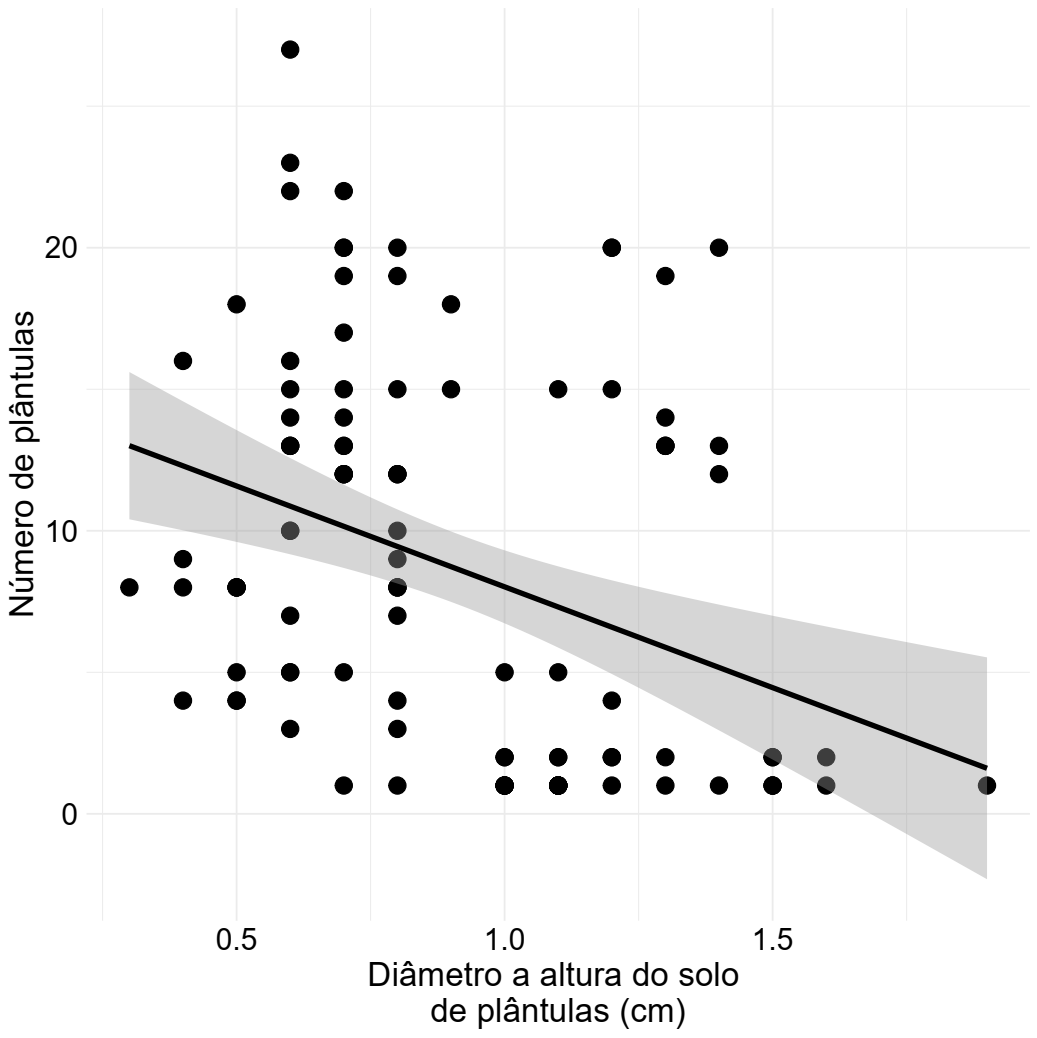 Número de plântulas
20
10
0
0.5 1.0 1.5
Diâmetro a altura do solo
de plântulas (cm)